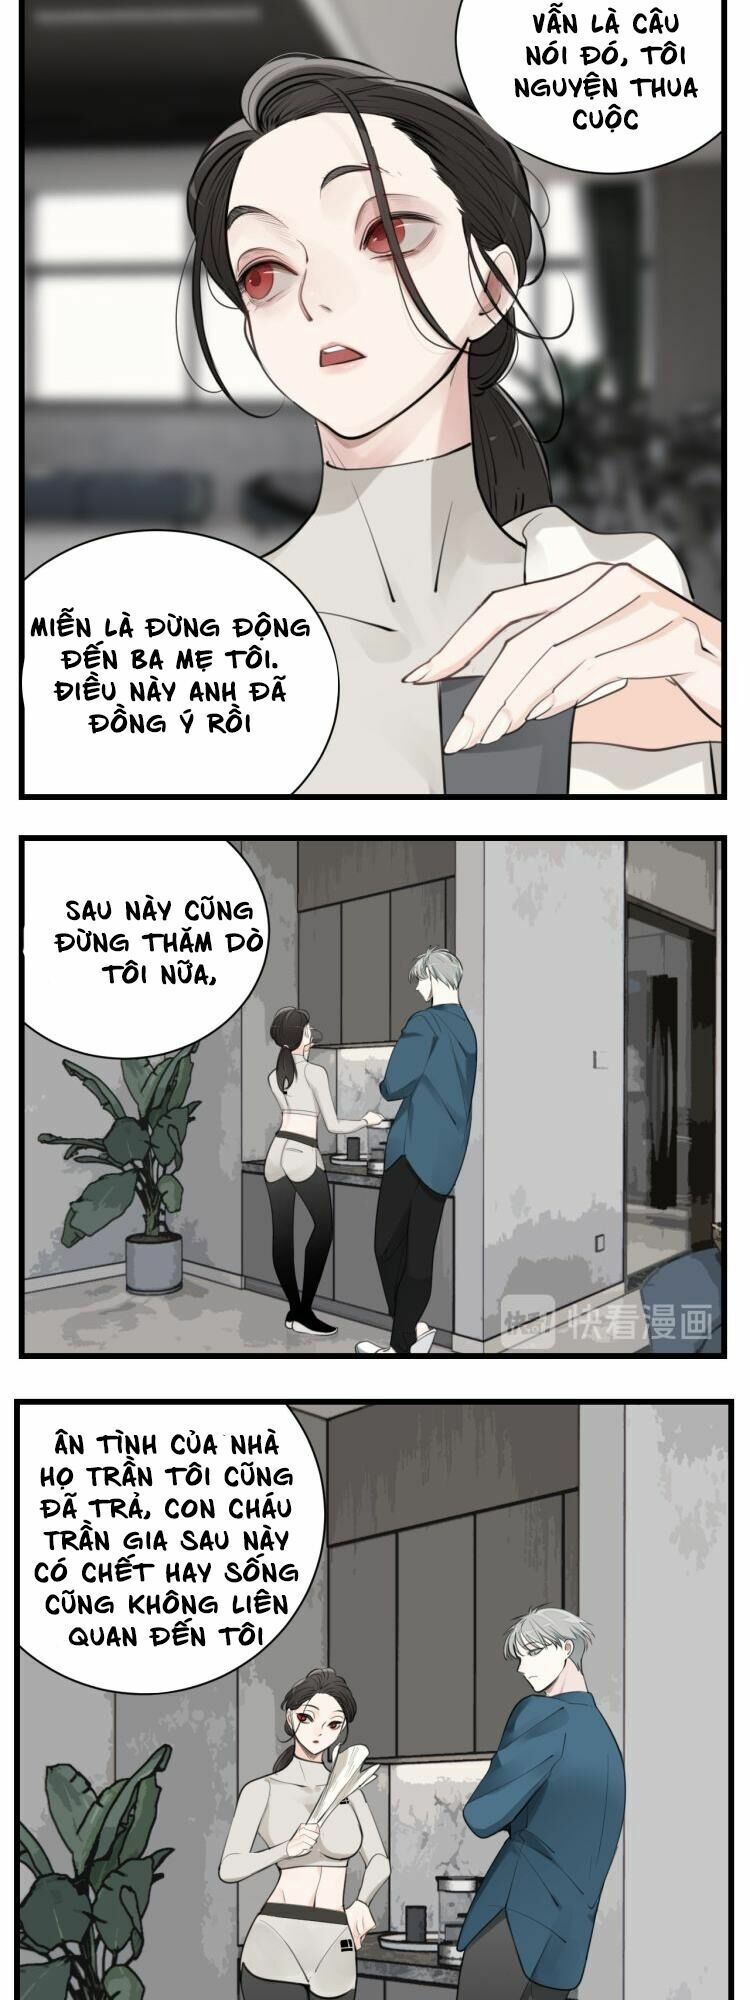 VẪN LÀ CÂU
NÓI ĐÓ, TÔI
NGUYỆN THUA
CUỘC
MIỄN LÀ ĐỪNG ĐỘNG
ĐẾN BA MẸ TÔI.
ĐIỀU NÀY ANH ĐÃ
ĐỒNG Ý RỒI
SAU NÀY CŨNG
ĐỪNG THĂM DÒ
TÔI NỮA,
快看漫画
ÂN TÌNH CỦA NHÀ
HỌ TRẦN TÔI CŨNG
ĐÃ TRẢ, CON CHÁU
TRẦN GIA SAU NÀY
CÓ CHẾT HAY SỐNG
CŨNG KHÔNG LIÊN
QUAN ĐẾN TÔI